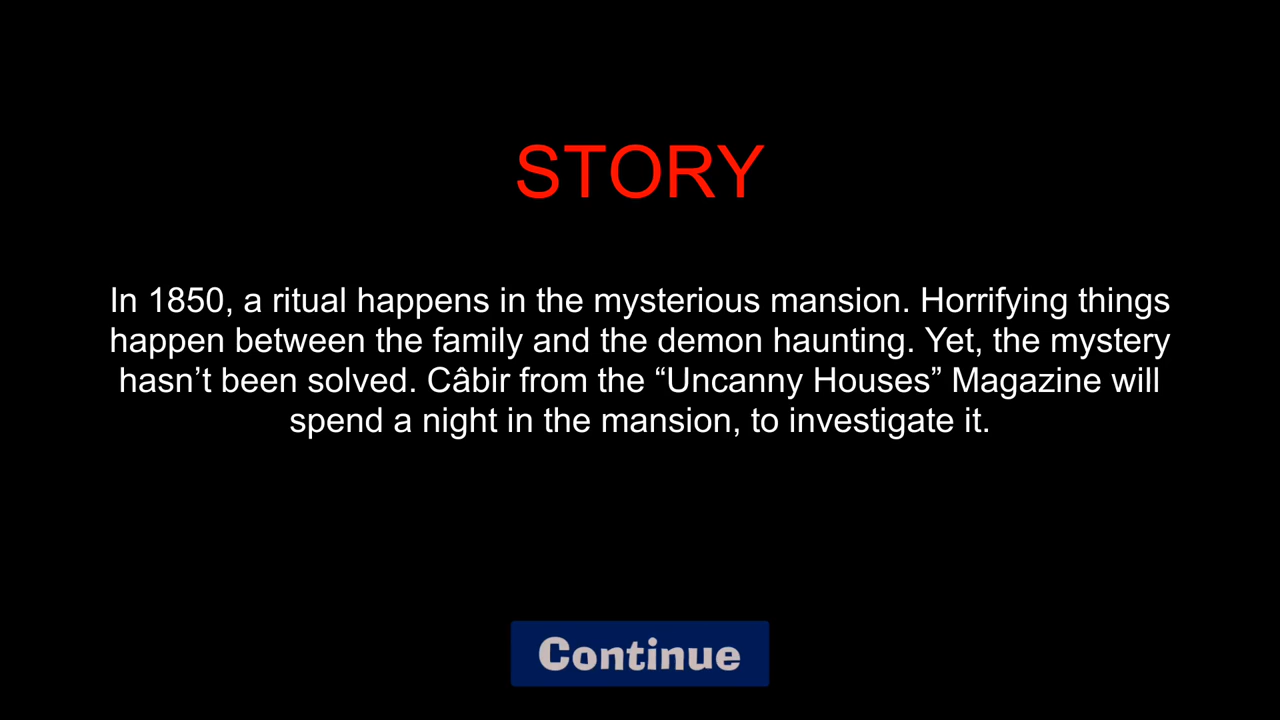 STORY
In 1850, a ritual happens in the mysterious mansion. Horrifying things
happen between the family and the demon haunting. Yet, the mystery
hasn’t been solved. Câbir from the “Uncanny Houses” Magazine will
spend a night in the mansion, to investigate it.
Continue